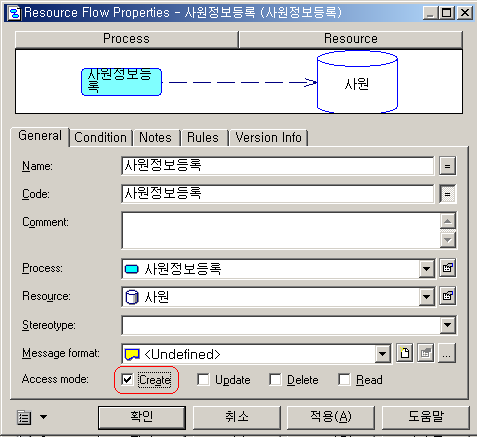 Resource Flow Properties - 사원정보등록 (사원정보등록)
Process Resource
사원정보등
록
사원
General Condition Notes Rules Version Info
Name: 사원정보등록 =
Code: 사원정보등록 =
Comment:
Process: 사원정보등록
Resource: 사원
Stereotype:
Message format: <Undefined> ...
Access mode: Create Update Delete Read
확인 취소 적용(A) 도움말